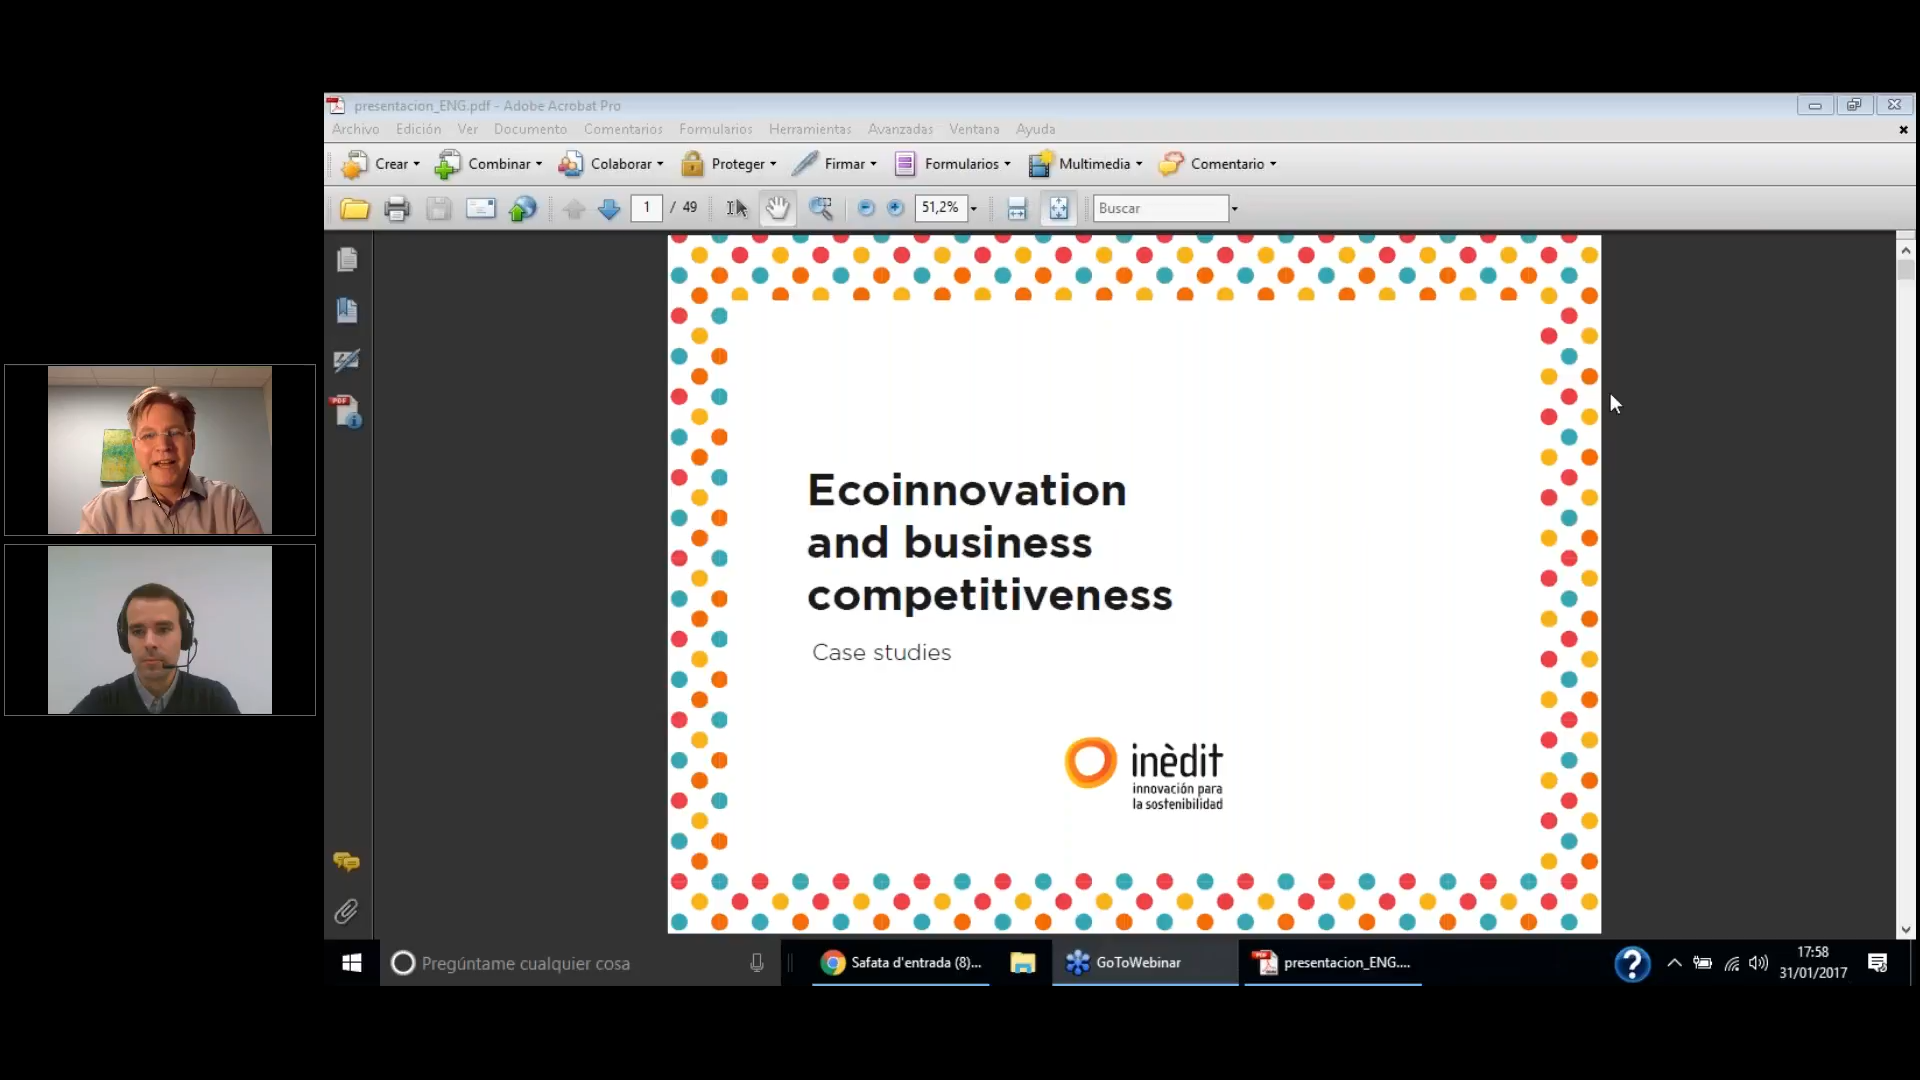 presentacion_ENG.pdf - Adobe Acrobat Pro
Archivo Edición Ver Documento Comentarios Formularios Herramientas Avanzadas Ventana Ayuda
Crear Combinar Colaborar Proteger Firmar Formularios Multimedia Comentario
1 / 49 51,2% Buscar
Ecoinnovation
and business
competitiveness
Case studies
inèdit
innovación para
la sostenibilidad
Pregúntame cualquier cosa
Safata d'entrada (8)...
GoToWebinar
presentacion_ENG....
17:58
31/01/2017